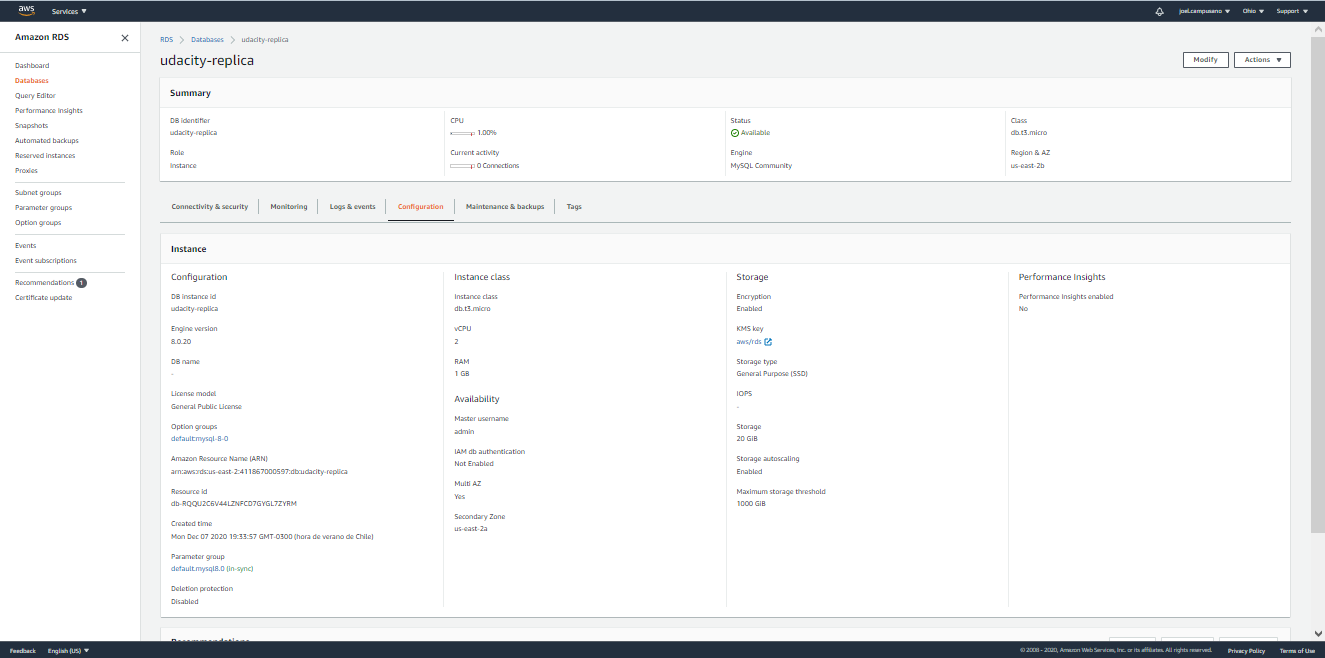 aws Services joel.campusano Ohio Support
Amazon RDS
Dashboard
Databases
Query Editor
Performance Insights
Snapshots
Automated backups
Reserved instances
Proxies
Subnet groups
Parameter groups
Option groups
Events
Event subscriptions
Recommendations 1
Certificate update
RDS Databases udacity-replica
udacity-replica
Modify Actions
Summary
DB identifier
udacity-replica
Role
Instance
CPU
1.00%
Current activity
0 Connections
Status
Available
Engine
MySQL Community
Class
db.t3.micro
Region & AZ
us-east-2b
Connectivity & security Monitoring Logs & events Configuration Maintenance & backups Tags
Instance
Configuration
DB instance id
udacity-replica
Engine version
8.0.20
DB name
-
License model
General Public License
Option groups
default:mysql-8-0
Amazon Resource Name (ARN)
arn:aws:rds:us-east-2:411867000597:db:udacity-replica
Resource id
db-RQQU2C6V44LZNFCD7GYGL7ZYRM
Created time
Mon Dec 07 2020 19:33:57 GMT-0300 (hora de verano de Chile)
Parameter group
default.mysql8.0 (in-sync)
Deletion protection
Disabled
Instance class
Instance class
db.t3.micro
vCPU
2
RAM
1 GB
Availability
Master username
admin
IAM db authentication
Not Enabled
Multi AZ
Yes
Secondary Zone
us-east-2a
Storage
Encryption
Enabled
KMS key
aws/rds
Storage type
General Purpose (SSD)
IOPS
-
Storage
20 GiB
Storage autoscaling
Enabled
Maximum storage threshold
1000 GiB
Performance Insights
Performance Insights enabled
No
Recommendations
Feedback English (US) © 2008 - 2020, Amazon Web Services, Inc. or its affiliates. All rights reserved. Privacy Policy Terms of Use